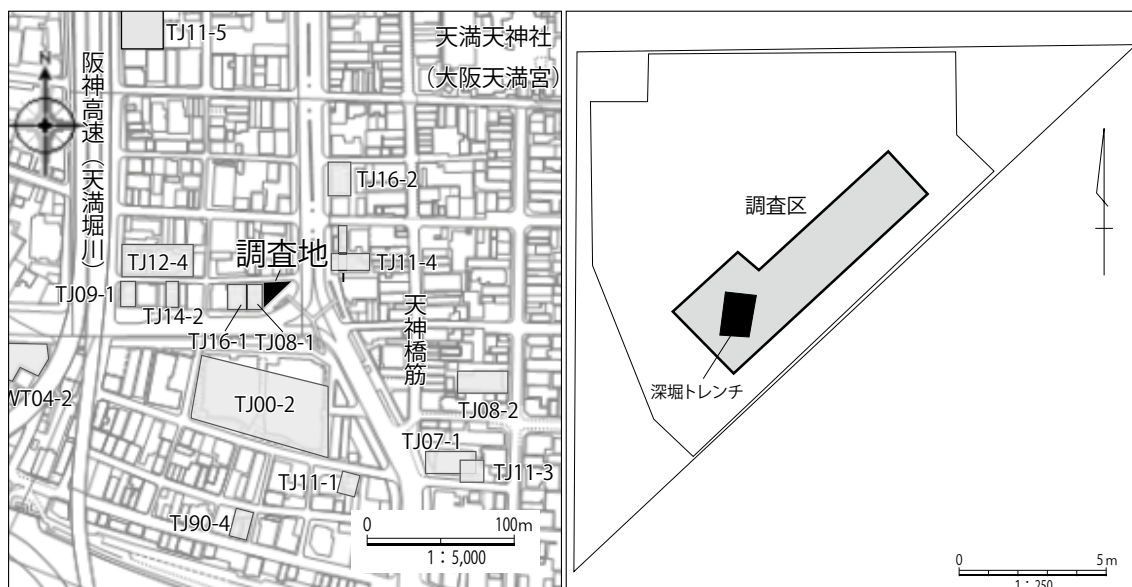 TJ11-5
天満天神社
(大阪天満宮)
阪神高速(天満堀川)
N
TJ16-2
調査地
TJ12-4
TJ11-4
TJ09-1
TJ14-2
TJ16-1
TJ08-1
天神橋筋
WT04-2
TJ00-2
TJ08-2
TJ07-1
TJ11-3
TJ11-1
TJ90-4
0
100m
1:5,000
調査区
深堀トレンチ
0
5m
1:250